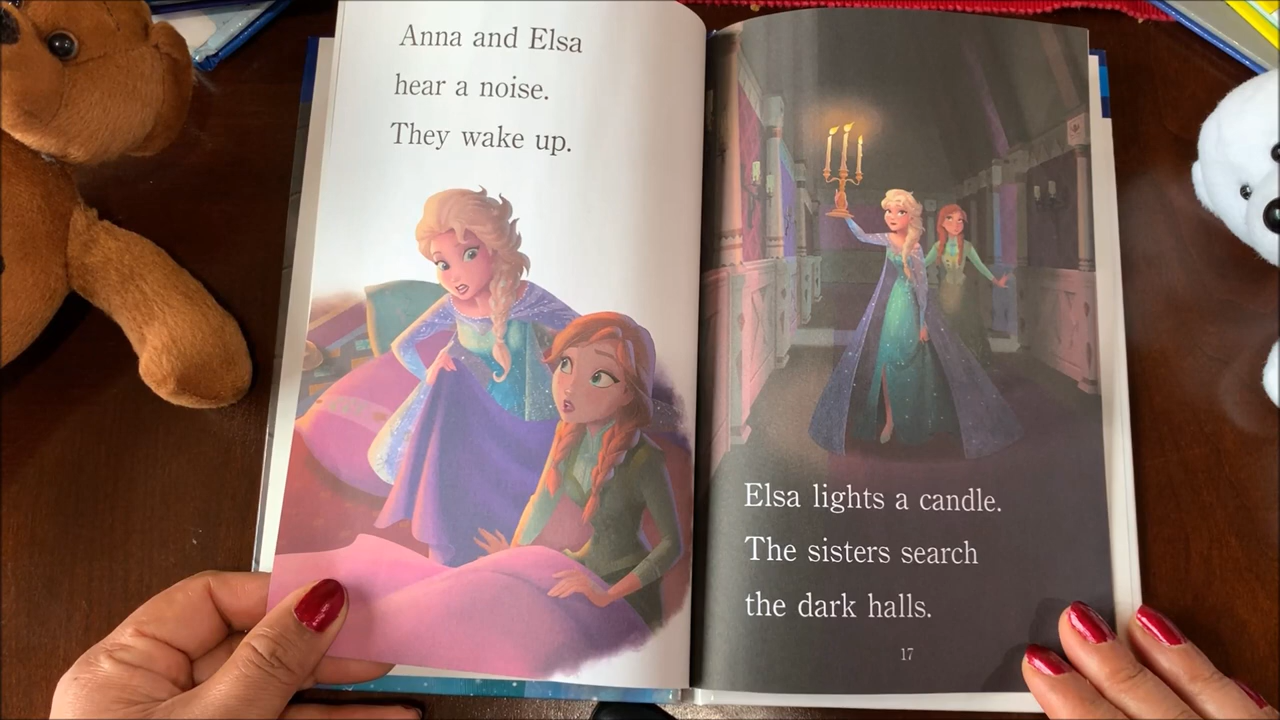 Anna and Elsa
hear a noise.
They wake up.
Elsa lights a candle.
The sisters search
the dark halls.
17